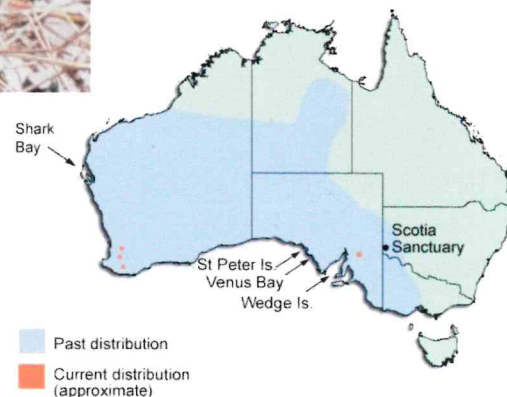 Shark
Bay
Scotia
Sanctuary
St Peter Is.
Venus Bay
Wedge Is.
Past distribution
Current distribution
(approximate)